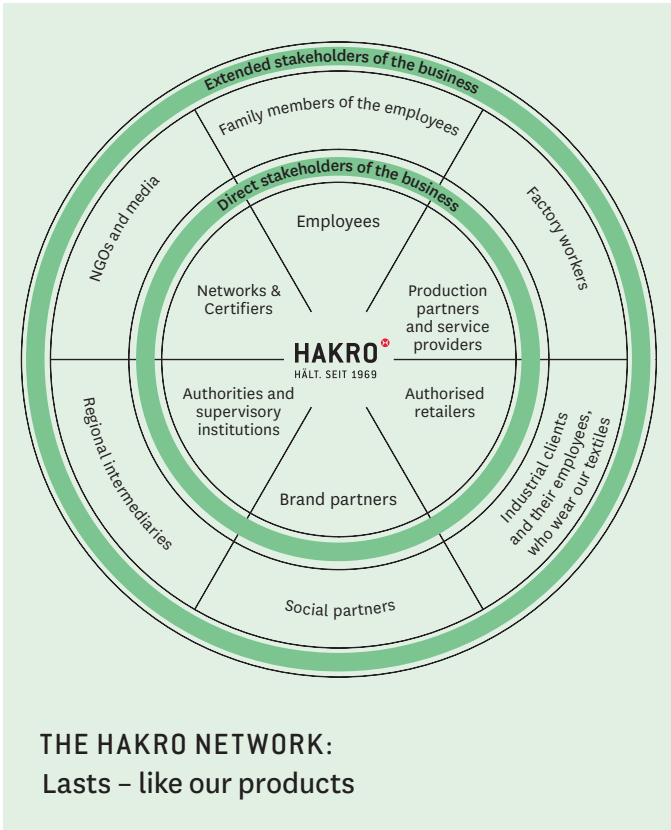 Extended stakeholders of the business
Family members of the employees
NGOs and media
Factory workers
Direct stakeholders of the business
Employees
Networks &
Certifiers
Production
partners
and service
providers
HAKRO
HÄLT. SEIT 1969
Authorities and
supervisory
institutions
Authorised
retailers
Brand partners
Regional intermediaries
Industrial clients
and their employees,
who wear our textiles
Social partners
THE HAKRO NETWORK:
Lasts – like our products